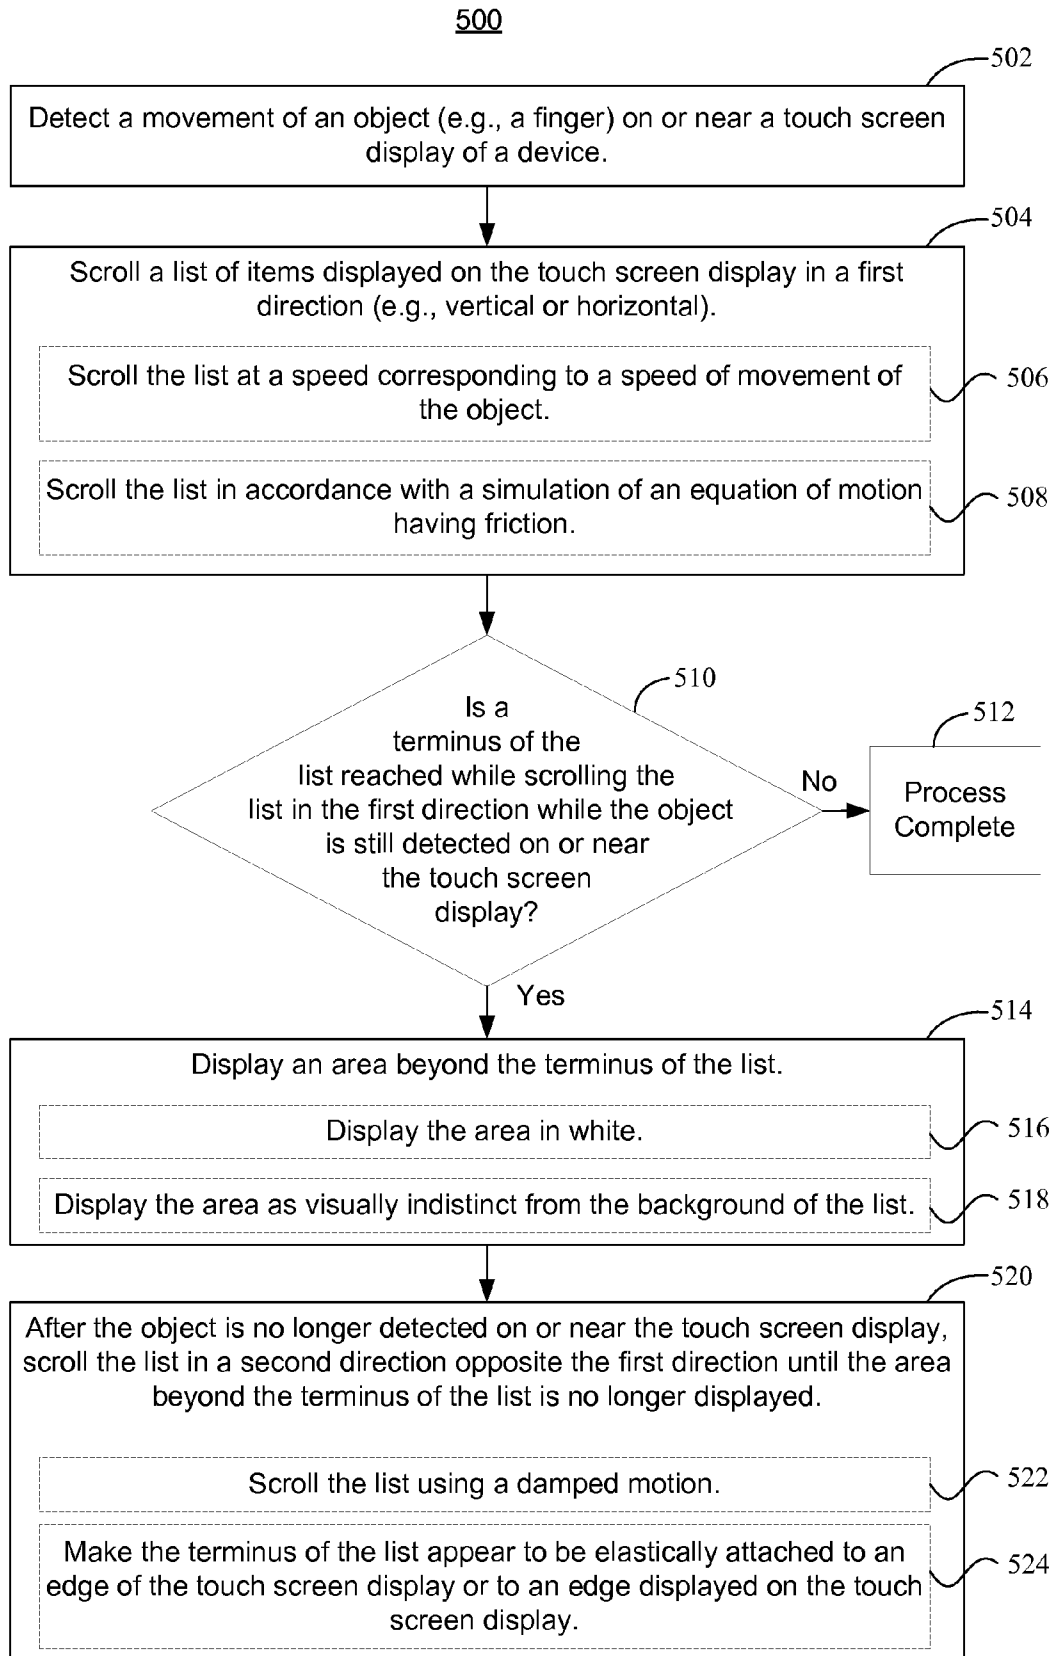 500
502
Detect a movement of an object (e.g., a finger) on or near a touch screen
display of a device.
504
Scroll a list of items displayed on the touch screen display in a first
direction (e.g., vertical or horizontal).
Scroll the list at a speed corresponding to a speed of movement of
the object.
506
Scroll the list in accordance with a simulation of an equation of motion
having friction.
508
510
Is a
terminus of the
list reached while scrolling the
list in the first direction while the object
is still detected on or near
the touch screen
display?
No
512
Process
Complete
Yes
514
Display an area beyond the terminus of the list.
Display the area in white.
516
Display the area as visually indistinct from the background of the list.
518
520
After the object is no longer detected on or near the touch screen display,
scroll the list in a second direction opposite the first direction until the area
beyond the terminus of the list is no longer displayed.
Scroll the list using a damped motion.
522
Make the terminus of the list appear to be elastically attached to an
edge of the touch screen display or to an edge displayed on the touch
screen display.
524